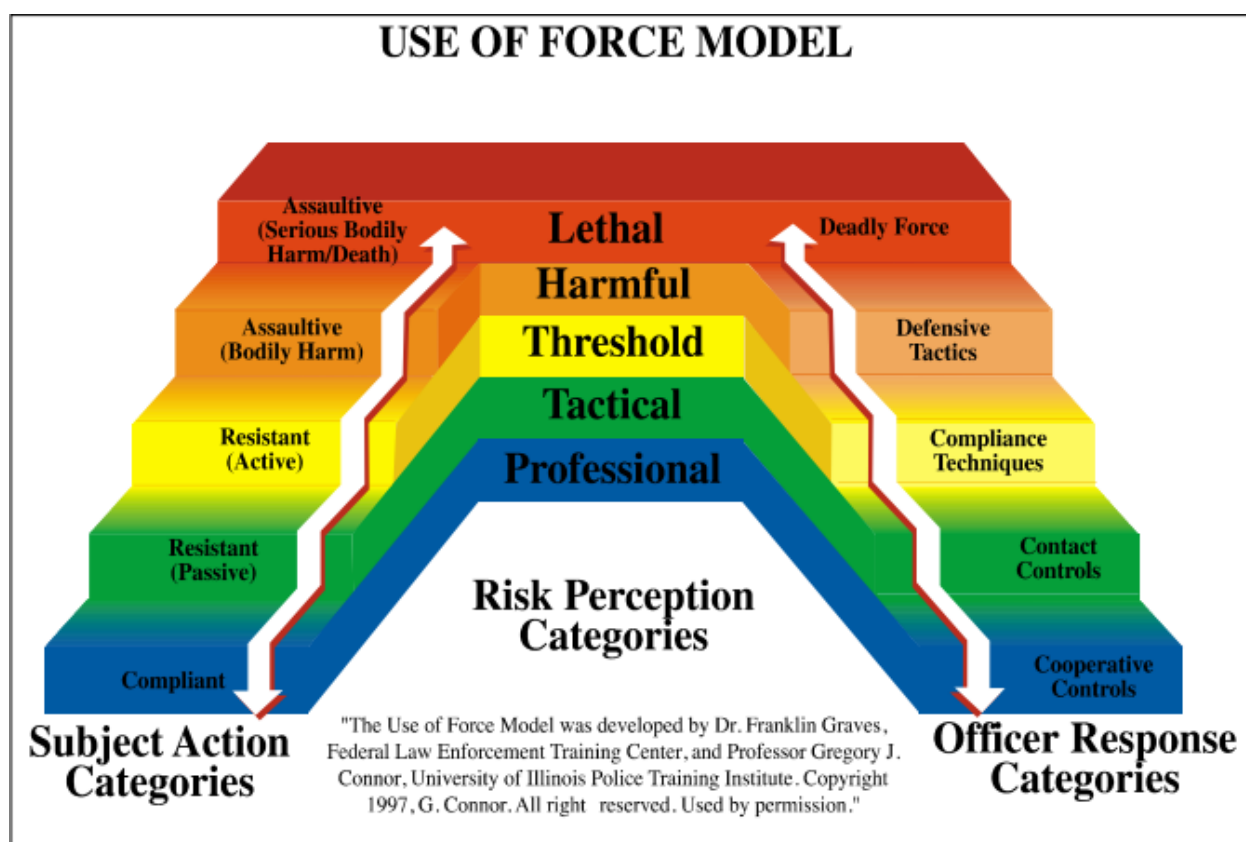 USE OF FORCE MODEL
Assaultive
(Serious Bodily
Harm/Death)
Lethal
Deadly Force
Harmful
Assaultive
(Bodily Harm)
Threshold
Defensive
Tactics
Tactical
Resistant
(Active)
Compliance
Techniques
Professional
Resistant
(Passive)
Contact
Controls
Risk Perception
Categories
Compliant
Cooperative
Controls
Subject Action
Categories
"The Use of Force Model was developed by Dr. Franklin Graves,
Federal Law Enforcement Training Center, and Professor Gregory J.
Connor, University of Illinois Police Training Institute. Copyright
1997, G. Connor. All right reserved. Used by permission."
Officer Response
Categories